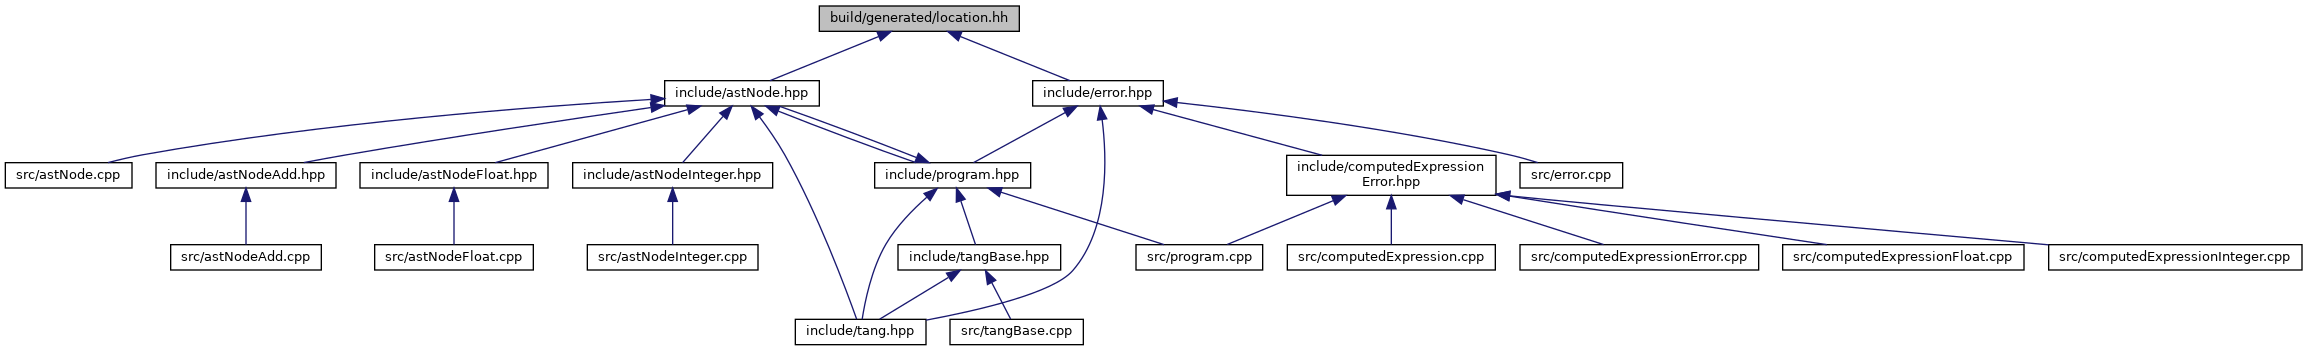 build/generated/location.hh
include/astNode.hpp
include/error.hpp
src/astNode.cpp
include/astNodeAdd.hpp
include/astNodeFloat.hpp
include/astNodeInteger.hpp
include/program.hpp
include/computedExpression
Error.hpp
src/error.cpp
src/astNodeAdd.cpp
src/astNodeFloat.cpp
src/astNodeInteger.cpp
include/tangBase.hpp
src/program.cpp
src/computedExpression.cpp
src/computedExpressionError.cpp
src/computedExpressionFloat.cpp
src/computedExpressionInteger.cpp
include/tang.hpp
src/tangBase.cpp